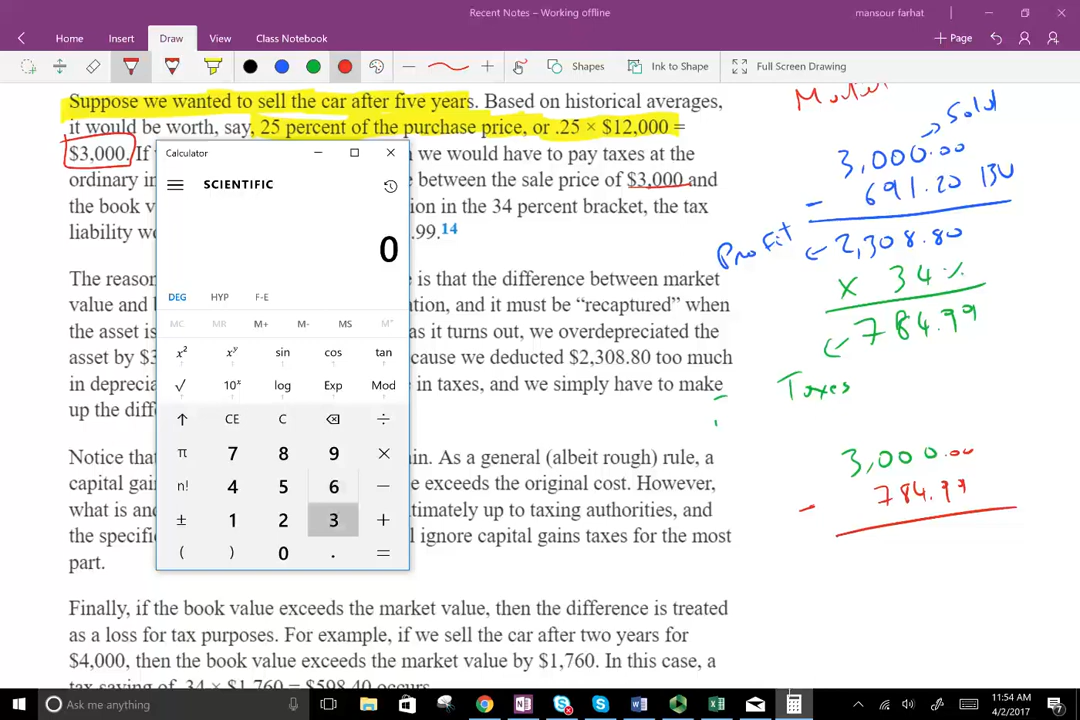 Recent Notes - Working offline
mansour farhat
Home
Insert
Draw
View
Class Notebook
Page
Shapes
Ink to Shape
Full Screen Drawing
Suppose we wanted to sell the car after five years. Based on historical averages,
it would be worth, say, 25 percent of the purchase price, or .25 × $12,000 =
$3,000. If
we would have to pay taxes at the
ordinary in
between the sale price of $3,000 and
the book v
in the 34 percent bracket, the tax
liability w
.99.14
The reason
is that the difference between market
value and
and it must be “recaptured” when
the asset is
as it turns out, we overdepreciated the
asset by $3
cause we deducted $2,308.80 too much
in deprecia
in taxes, and we simply have to make
up the diff
Notice that
in. As a general (albeit rough) rule, a
capital gain
exceeds the original cost. However,
what is an
timately up to taxing authorities, and
the specifi
ignore capital gains taxes for the most
part.
Finally, if the book value exceeds the market value, then the difference is treated
as a loss for tax purposes. For example, if we sell the car after two years for
$4,000, then the book value exceeds the market value by $1,760. In this case, a
tax saving of .34 × $1,760 = $598.40 occurs.
Calculator
SCIENTIFIC
0
DEG HYP F-E
MC MR M+ M- MS M˅
x² xʸ sin cos tan
√ 10ˣ log Exp Mod
↑ CE C ⌫ ÷
π 7 8 9 ×
n! 4 5 6 −
± 1 2 3 +
( ) 0 . =
Market
→ Sold
3,000.00
- 691.20 BV
Profit ← 2,308.80
x 34%
← 784.99
Taxes
3,000.00
- 784.99
Ask me anything
11:54 AM
4/2/2017
7